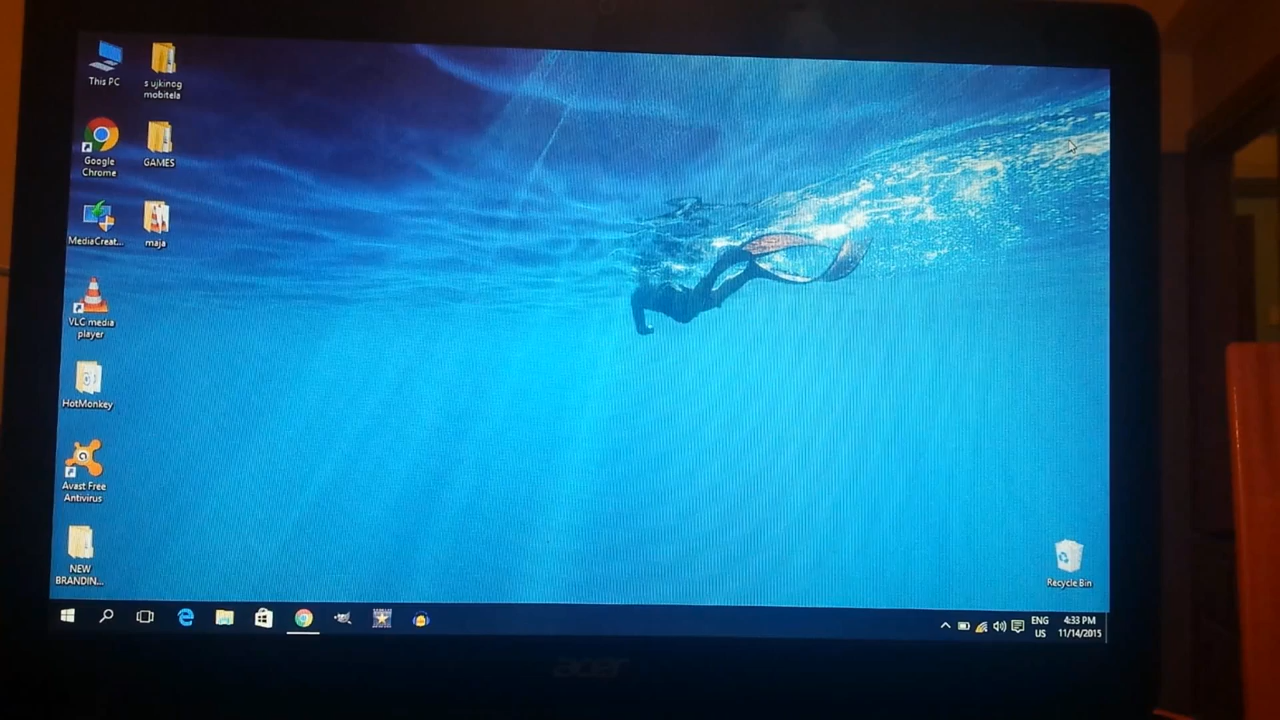 This PC
s ujkinog
mobitela
Google
Chrome
GAMES
MediaCreat...
maja
VLC media
player
HotMonkey
Avast Free
Antivirus
NEW
BRANDIN...
Recycle Bin
ENG
US
4:33 PM
11/14/2015
acer